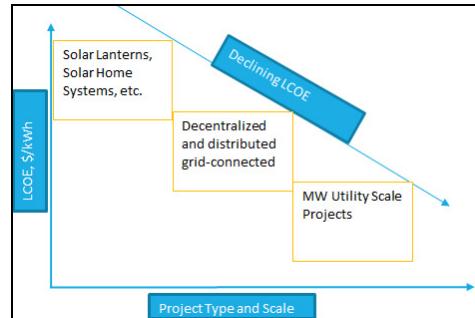 Solar Lanterns,
Solar Home
Systems, etc.
Declining LCOE
Decentralized
and distributed
grid-connected
MW Utility Scale
Projects
LCOE, $/kWh
Project Type and Scale